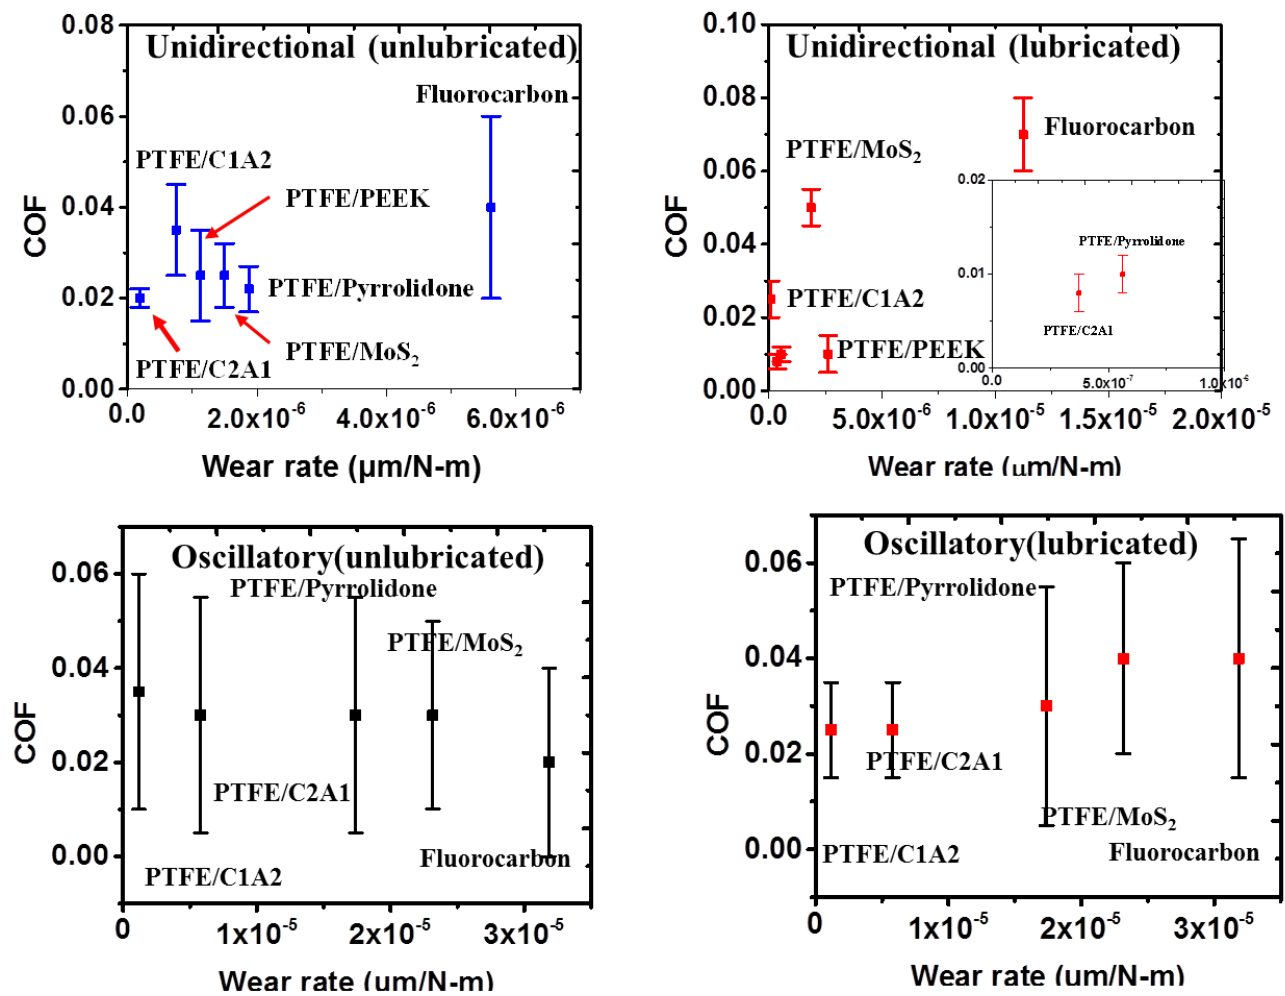 Unidirectional (unlubricated)
0.08
0.06
0.04
0.02
0.00
COF
Fluorocarbon
PTFE/C1A2
PTFE/PEEK
PTFE/Pyrrolidone
PTFE/MoS₂
PTFE/C2A1
0.0
2.0x10⁻⁶
4.0x10⁻⁶
6.0x10⁻⁶
Wear rate (µm/N-m)
Unidirectional (lubricated)
0.10
0.08
0.06
0.04
0.02
0.00
COF
Fluorocarbon
PTFE/MoS₂
PTFE/C1A2
PTFE/PEEK
0.02
0.01
0.0
PTFE/Pyrrolidone
PTFE/C2A1
0.0
5.0x10⁻⁷
1.0x10⁻⁶
0.0
5.0x10⁻⁶
1.0x10⁻⁵
1.5x10⁻⁵
2.0x10⁻⁵
Wear rate (µm/N-m)
Oscillatory(unlubricated)
0.06
0.04
0.02
0.00
COF
PTFE/Pyrrolidone
PTFE/MoS₂
PTFE/C2A1
Fluorocarbon
PTFE/C1A2
0
1x10⁻⁵
2x10⁻⁵
3x10⁻⁵
Wear rate (µm/N-m)
Oscillatory(lubricated)
0.06
0.04
0.02
0.00
COF
PTFE/Pyrrolidone
PTFE/C2A1
PTFE/MoS₂
PTFE/C1A2
Fluorocarbon
0
1x10⁻⁵
2x10⁻⁵
3x10⁻⁵
Wear rate (µm/N-m)